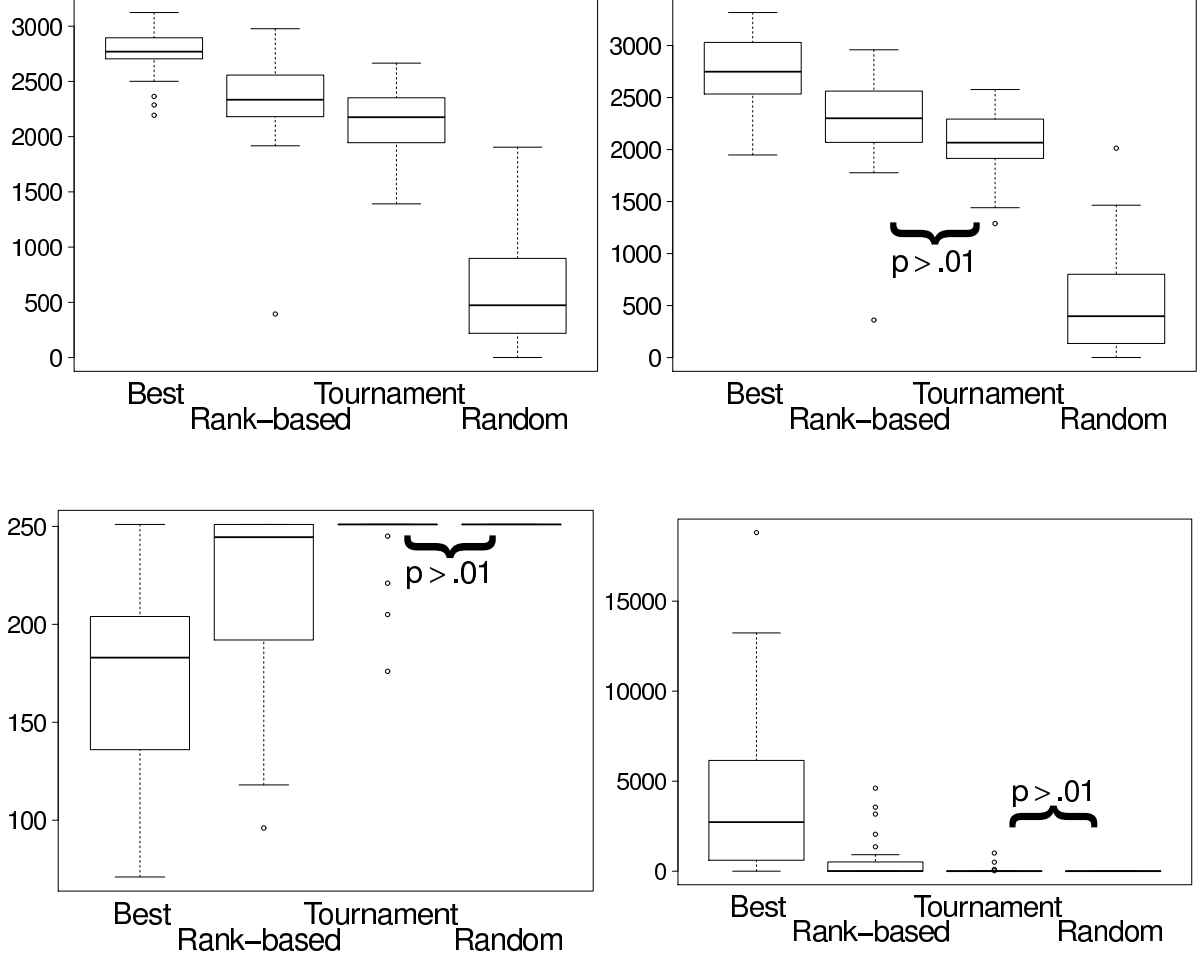 3000
2500
2000
1500
1000
500
0
Best
Tournament
Rank−based
Random
3000
2500
2000
1500
1000
500
0
p > .01
Best
Tournament
Rank−based
Random
250
200
150
100
p > .01
Best
Tournament
Rank−based
Random
15000
10000
5000
0
p > .01
Best
Tournament
Rank−based
Random